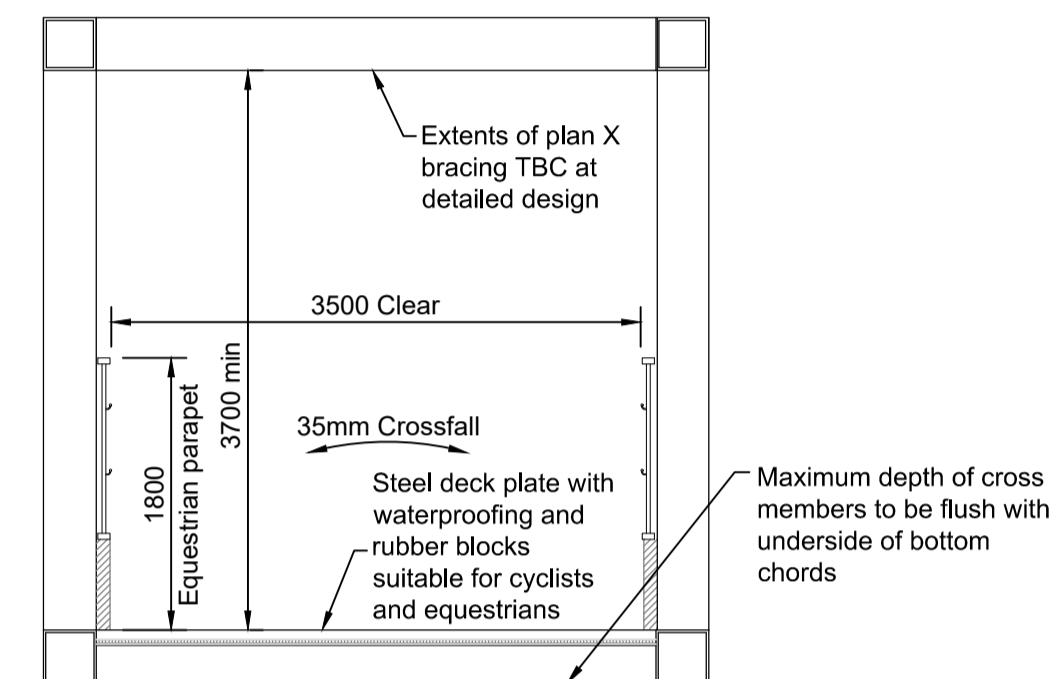 Extents of plan X
bracing TBC at
detailed design
3500 Clear
3700 min
1800
Equestrian parapet
35mm Crossfall
Steel deck plate with
waterproofing and
rubber blocks
suitable for cyclists
and equestrians
Maximum depth of cross
members to be flush with
underside of bottom
chords